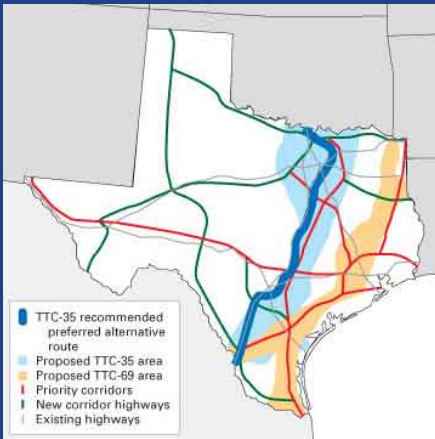 TTC-35 recommended
preferred alternative
route
Proposed TTC-35 area
Proposed TTC-69 area
Priority corridors
New corridor highways
Existing highways